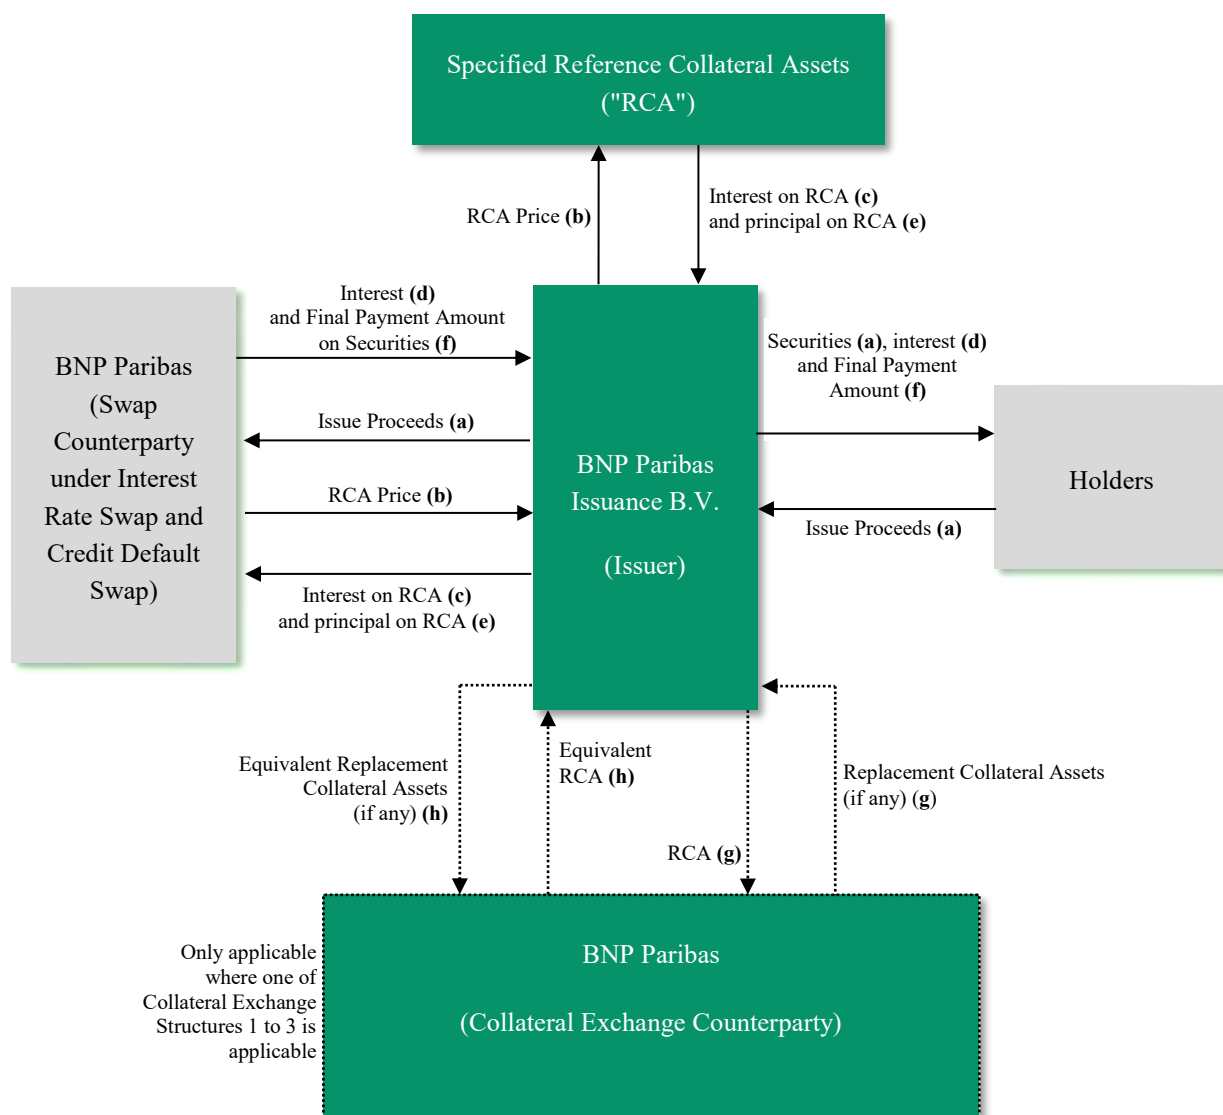 Specified Reference Collateral Assets
("RCA")
RCA Price (b)
Interest on RCA (c)
and principal on RCA (e)
BNP Paribas
(Swap
Counterparty
under Interest
Rate Swap and
Credit Default
Swap)
Interest (d)
and Final Payment Amount
on Securities (f)
Issue Proceeds (a)
RCA Price (b)
Interest on RCA (c)
and principal on RCA (e)
BNP Paribas
Issuance B.V.
(Issuer)
Securities (a), interest (d)
and Final Payment
Amount (f)
Issue Proceeds (a)
Holders
Equivalent Replacement
Collateral Assets
(if any) (h)
Equivalent
RCA (h)
RCA (g)
Replacement Collateral Assets
(if any) (g)
Only applicable
where one of
Collateral Exchange
Structures 1 to 3 is
applicable
BNP Paribas
(Collateral Exchange Counterparty)